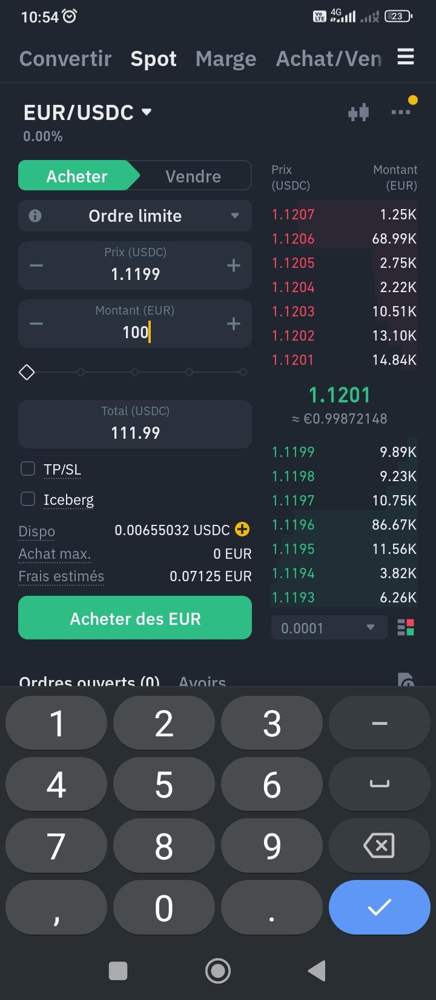 10:54
Vo LTE 4G 23
Convertir Spot Marge Achat/Ven
EUR/USDC
0.00%
Acheter Vendre
Ordre limite
Prix (USDC)
1.1199
Montant (EUR)
100
Total (USDC)
111.99
TP/SL
Iceberg
Dispo 0.00655032 USDC
Achat max. 0 EUR
Frais estimés 0.07125 EUR
Acheter des EUR
Prix Montant
(USDC) (EUR)
1.1207 1.25K
1.1206 68.99K
1.1205 2.75K
1.1204 2.22K
1.1203 10.51K
1.1202 13.10K
1.1201 14.84K
1.1201
≈ €0.99872148
1.1199 9.89K
1.1198 9.23K
1.1197 10.75K
1.1196 86.67K
1.1195 11.56K
1.1194 3.82K
1.1193 6.26K
0.0001
Ordres ouverts (0) Avoirs
1 2 3 –
4 5 6
7 8 9
, 0 .